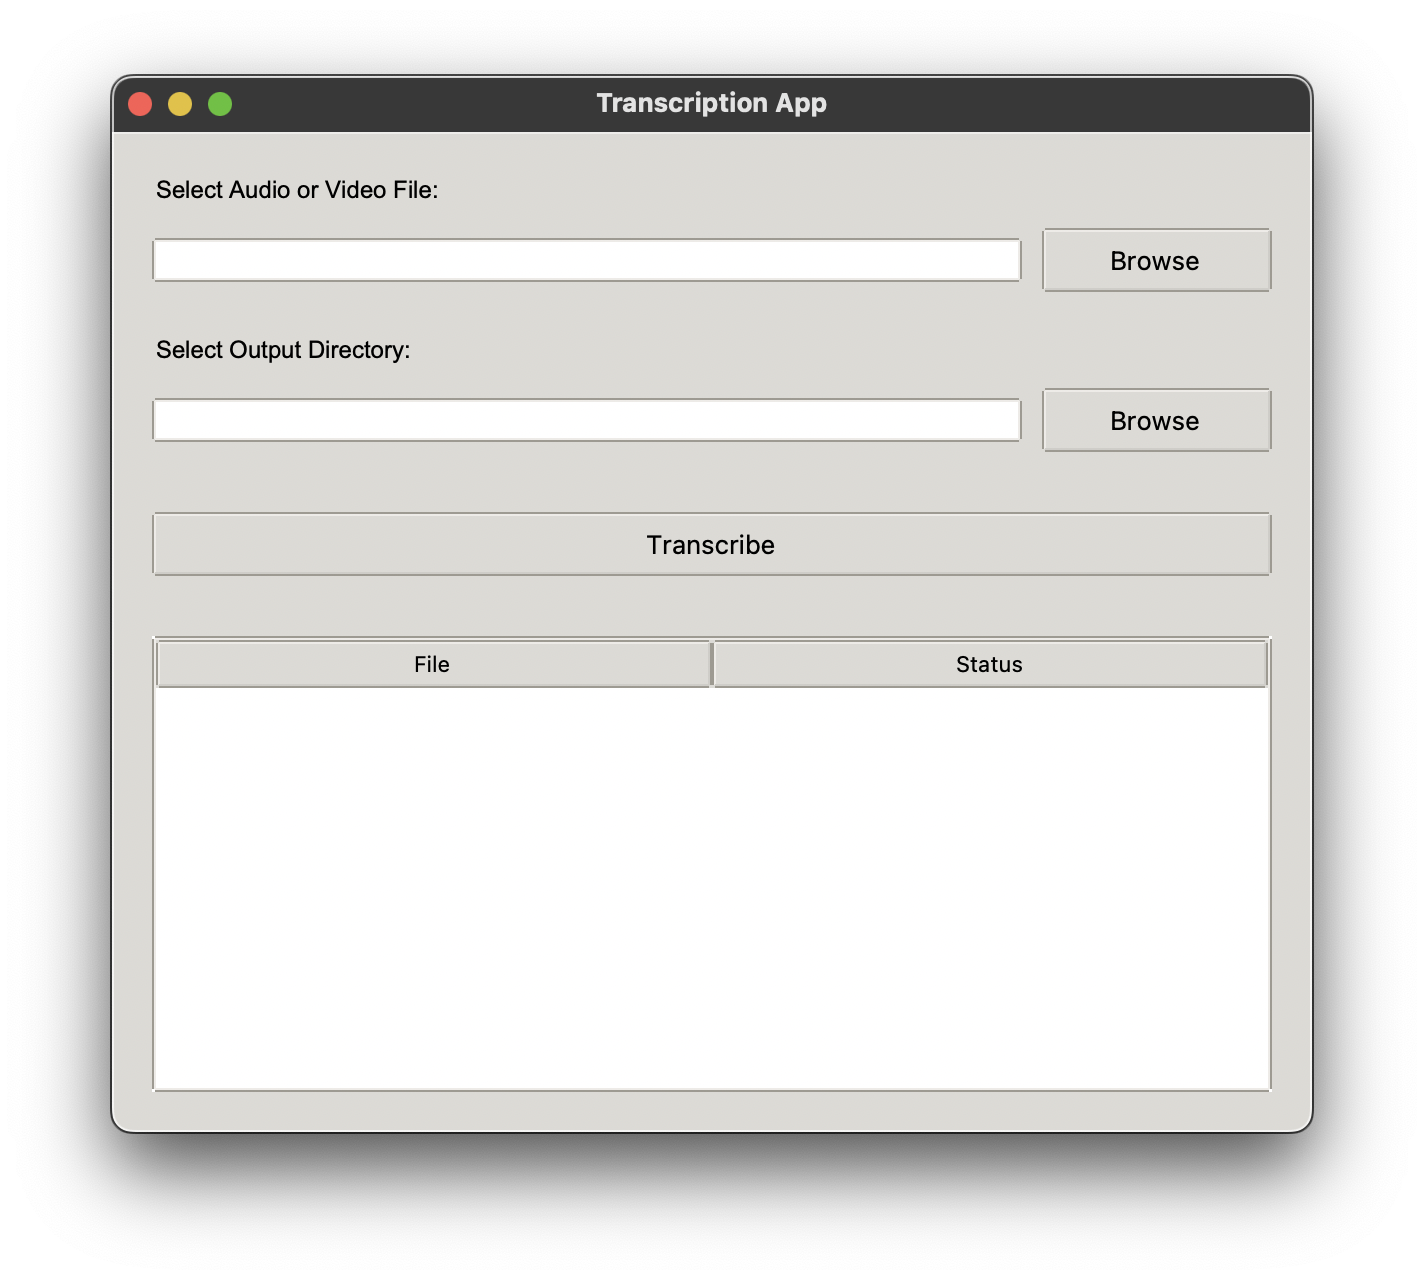 Transcription App
Select Audio or Video File:
Browse
Select Output Directory:
Browse
Transcribe
File Status